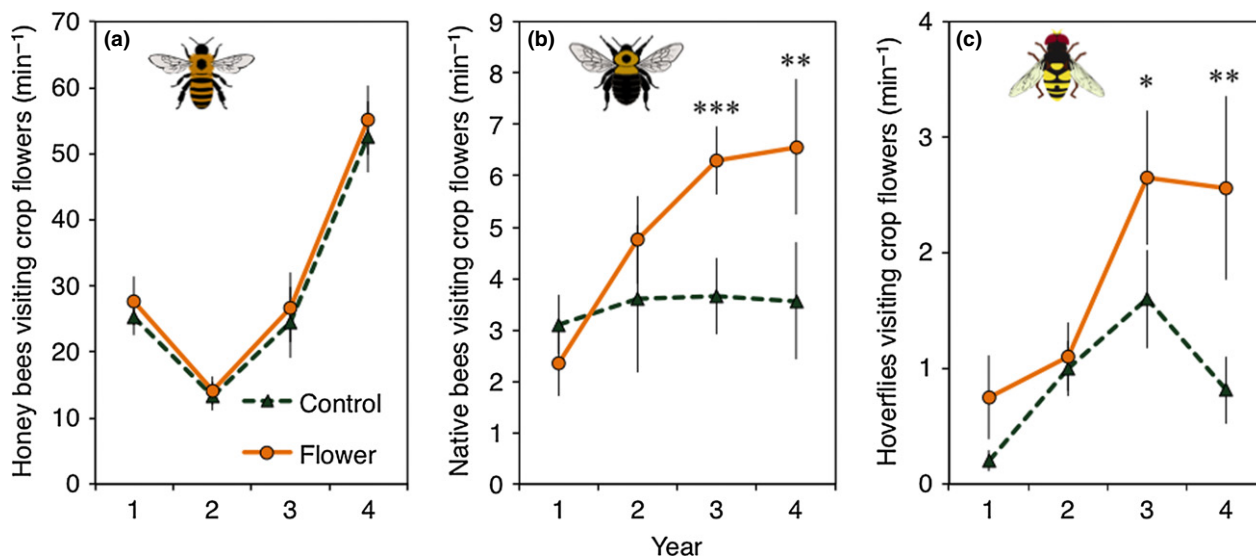 (a)
Honey bees visiting crop flowers (min⁻¹)
70
60
50
40
30
20
10
0
1 2 3 4
Control
Flower
(b)
Native bees visiting crop flowers (min⁻¹)
9
8
7
6
5
4
3
2
1
0
***
**
1 2 3 4
Year
(c)
Hoverflies visiting crop flowers (min⁻¹)
4
3
2
1
0
*
**
1 2 3 4